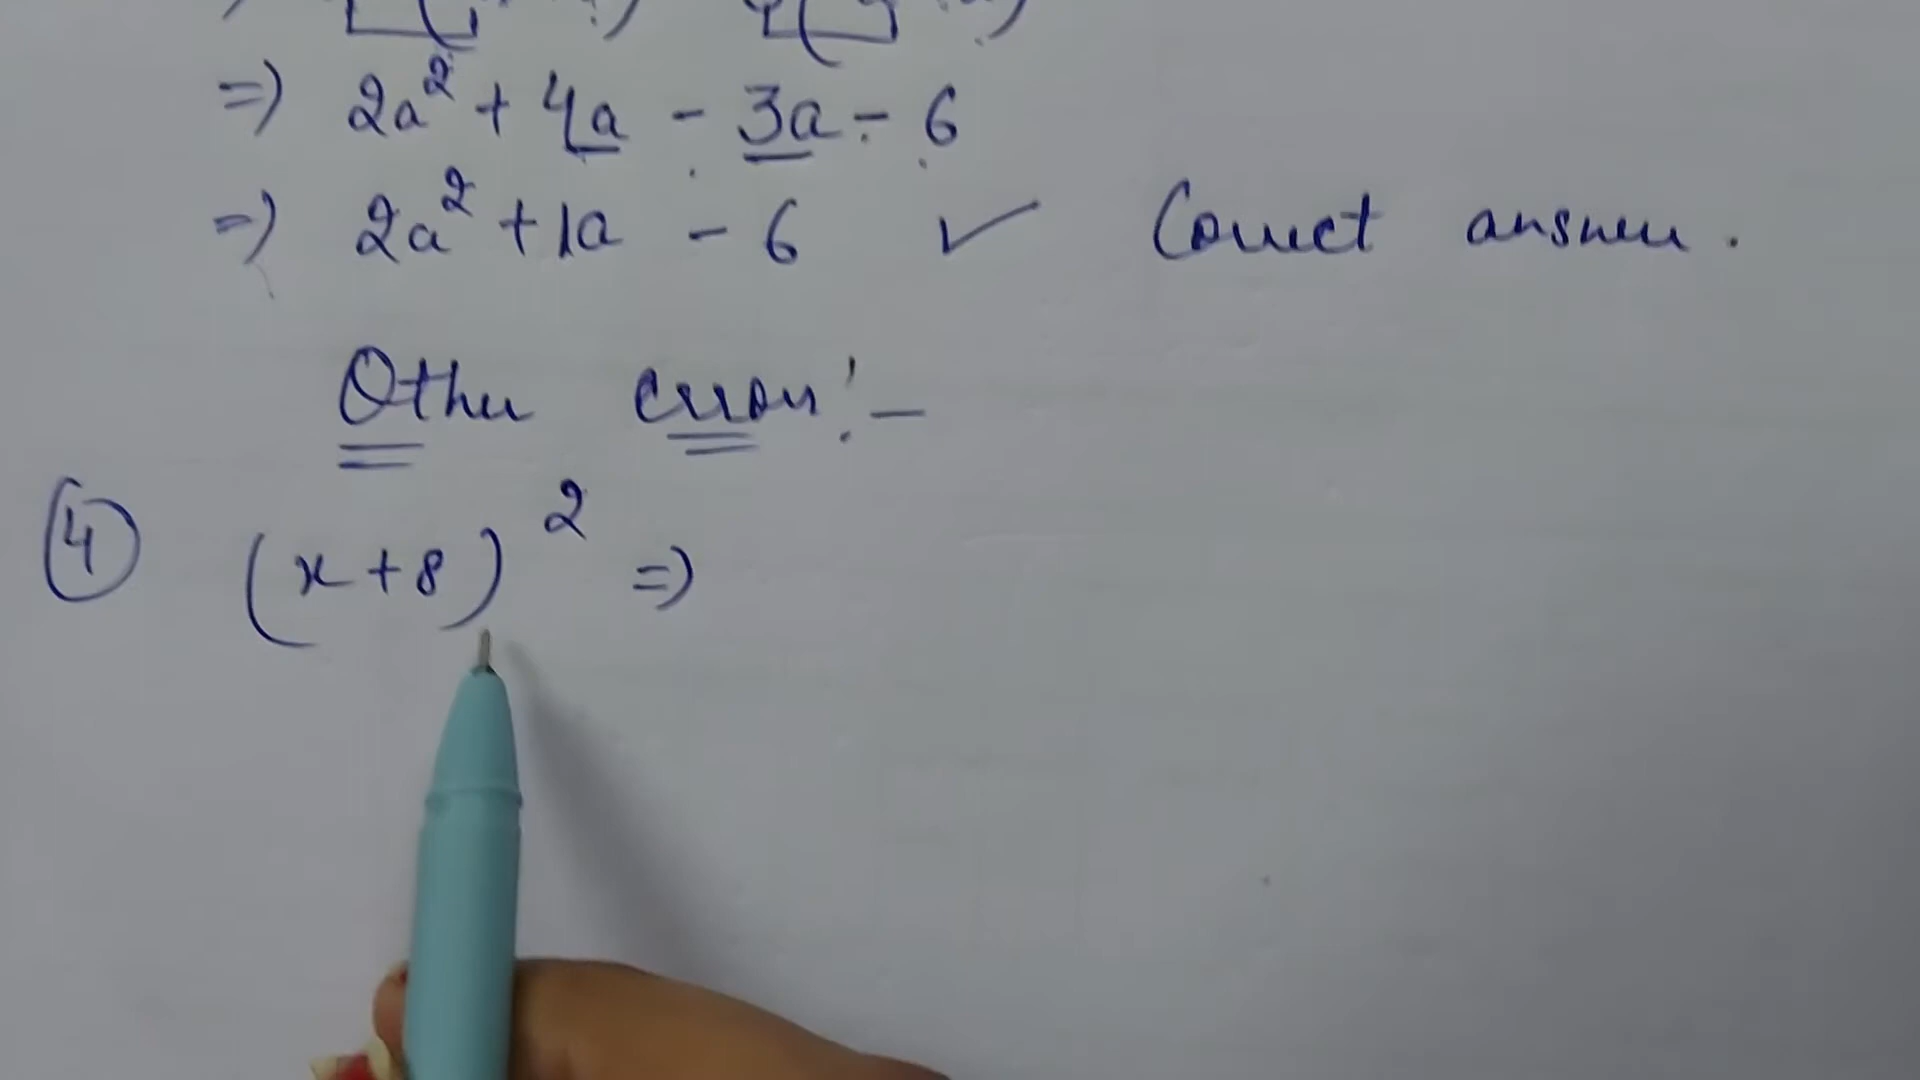 => 2a² + 4a - 3a - 6
=> 2a² + 1a - 6 ✓ Correct answer.
Other error:-
④ (x+8)² =>